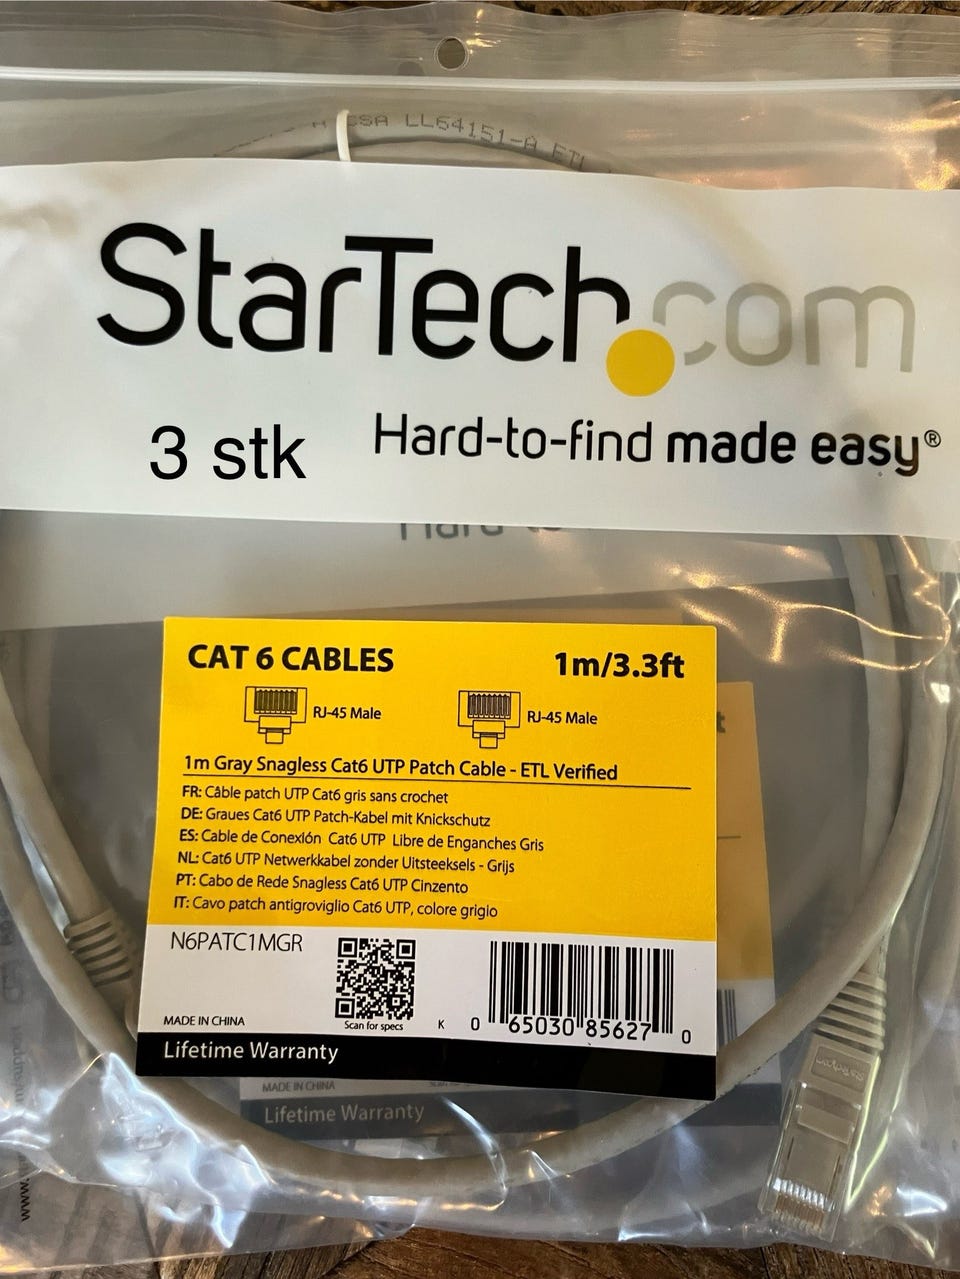 CSA LL64151-A ETL
StarTech.com
3 stk
Hard-to-find made easy®
CAT 6 CABLES
1m/3.3ft
RJ-45 Male
RJ-45 Male
1m Gray Snagless Cat6 UTP Patch Cable - ETL Verified
FR: Câble patch UTP Cat6 gris sans crochet
DE: Graues Cat6 UTP Patch-Kabel mit Knickschutz
ES: Cable de Conexión Cat6 UTP Libre de Enganches Gris
NL: Cat6 UTP Netwerkkabel zonder Uitsteeksels - Grijs
PT: Cabo de Rede Snagless Cat6 UTP Cinzento
IT: Cavo patch antigroviglio Cat6 UTP, colore grigio
N6PATC1MGR
MADE IN CHINA
Scan for specs
K
0 65030 85627 0
Lifetime Warranty
StarTech.com
MADE IN CHINA
Lifetime Warranty